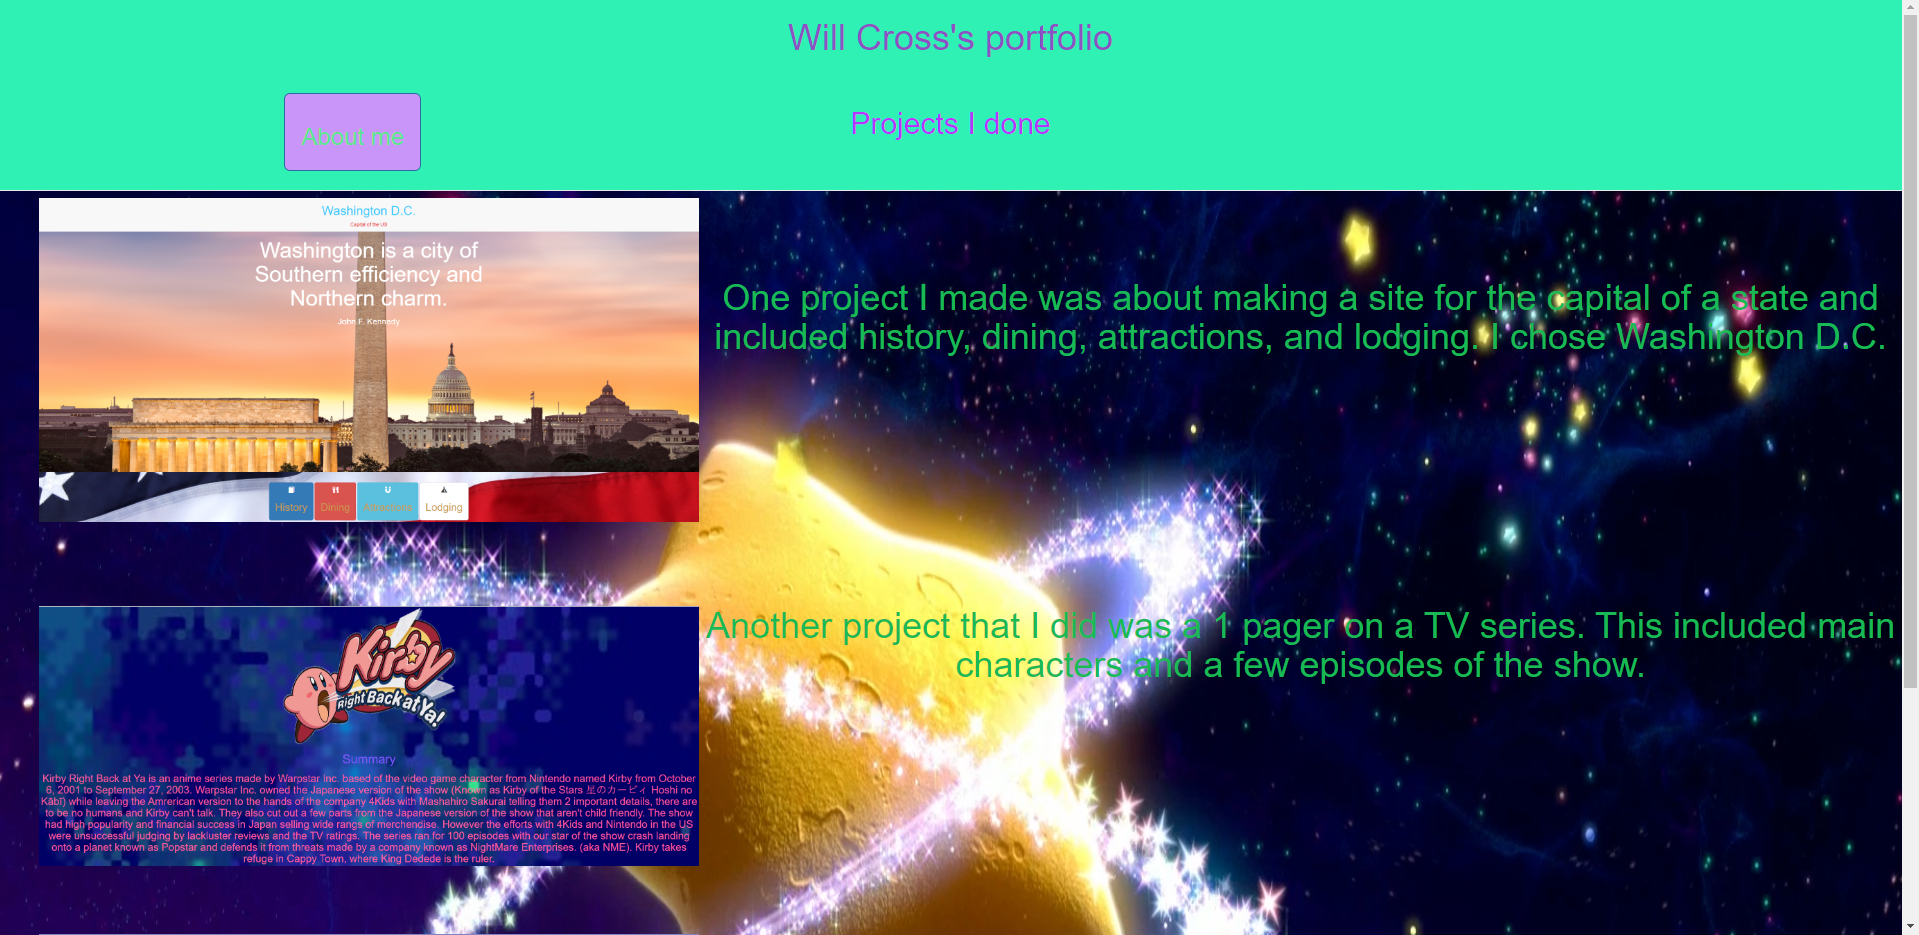 Will Cross's portfolio
About me
Projects I done
Washington D.C.
Capital of the US
Washington is a city of
Southern efficiency and
Northern charm.
John F. Kennedy
History
Dining
Attractions
Lodging
One project I made was about making a site for the capital of a state and
included history, dining, attractions, and lodging. I chose Washington D.C.
Kirby
Right Back at Ya!
Summary
Kirby Right Back at Ya is an anime series made by Warpstar Inc. based of the video game character from Nintendo named Kirby from October
6, 2001 to September 27, 2003. Warpstar Inc. owned the Japanese version of the show (Known as Kirby of the Stars 星のカービィ Hoshi no
Kābī) while leaving the Amrerican version to the hands of the company 4Kids with Mashahiro Sakurai telling them 2 important details, there are
to be no humans and Kirby can't talk. They also cut out a few parts from the Japanese version of the show that aren't child friendly. The show
had high popularity and financial success in Japan selling wide rangs of merchendise. However the efforts with 4Kids and Nintendo in the US
were unsuccessful judging by lackluster reviews and the TV ratings. The series ran for 100 episodes with our star of the show crash landing
onto a planet known as Popstar and defends it from threats made by a company known as NightMare Enterprises. (aka NME). Kirby takes
refuge in Cappy Town, where King Dedede is the ruler.
Another project that I did was a 1 pager on a TV series. This included main
characters and a few episodes of the show.